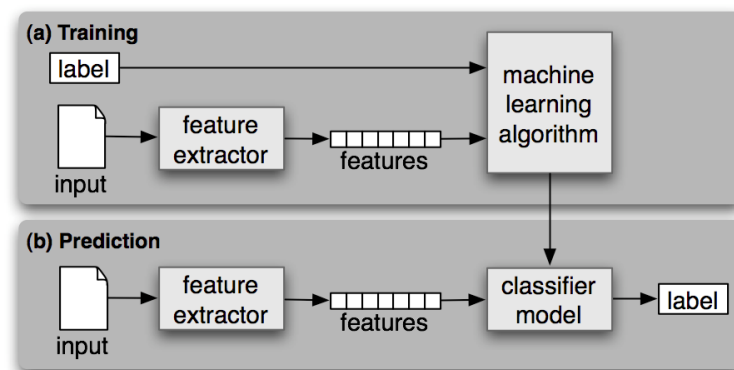 (a) Training
label
machine
learning
algorithm
feature
extractor
features
input
(b) Prediction
feature
extractor
features
classifier
model
label
input